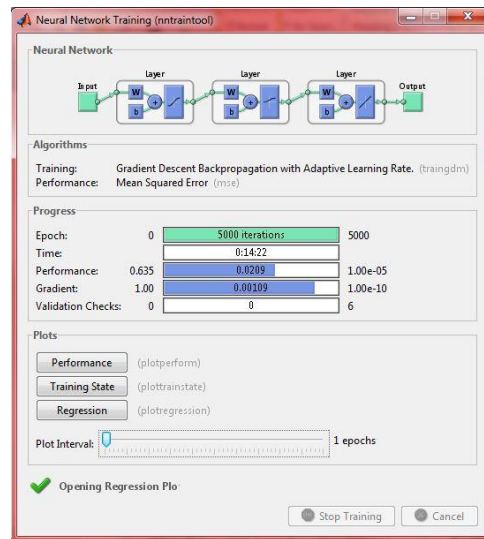 Neural Network Training (nntraintool)
Neural Network
Layer Layer Layer
Input Output
W W W
+ + +
b b b
Algorithms
Training: Gradient Descent Backpropagation with Adaptive Learning Rate. (traingdm)
Performance: Mean Squared Error (mse)
Progress
Epoch: 0 5000 iterations 5000
Time: 0:14:22
Performance: 0.635 0.0209 1.00e-05
Gradient: 1.00 0.00109 1.00e-10
Validation Checks: 0 0 6
Plots
Performance (plotperform)
Training State (plottrainstate)
Regression (plotregression)
Plot Interval: 1 epochs
Opening Regression Plo
Stop Training Cancel